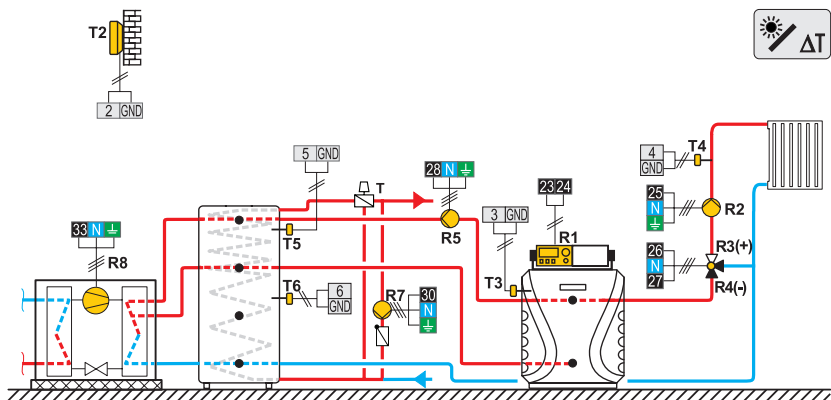 T2
2 GND
ΔT
5 GND
28 N
4
GND
T4
23 24
T
25
N
R2
33 N
R8
3 GND
R1
R5
T5
R3(+)
26
N
27
T6
6
GND
T3
R4(-)
R7
30
N